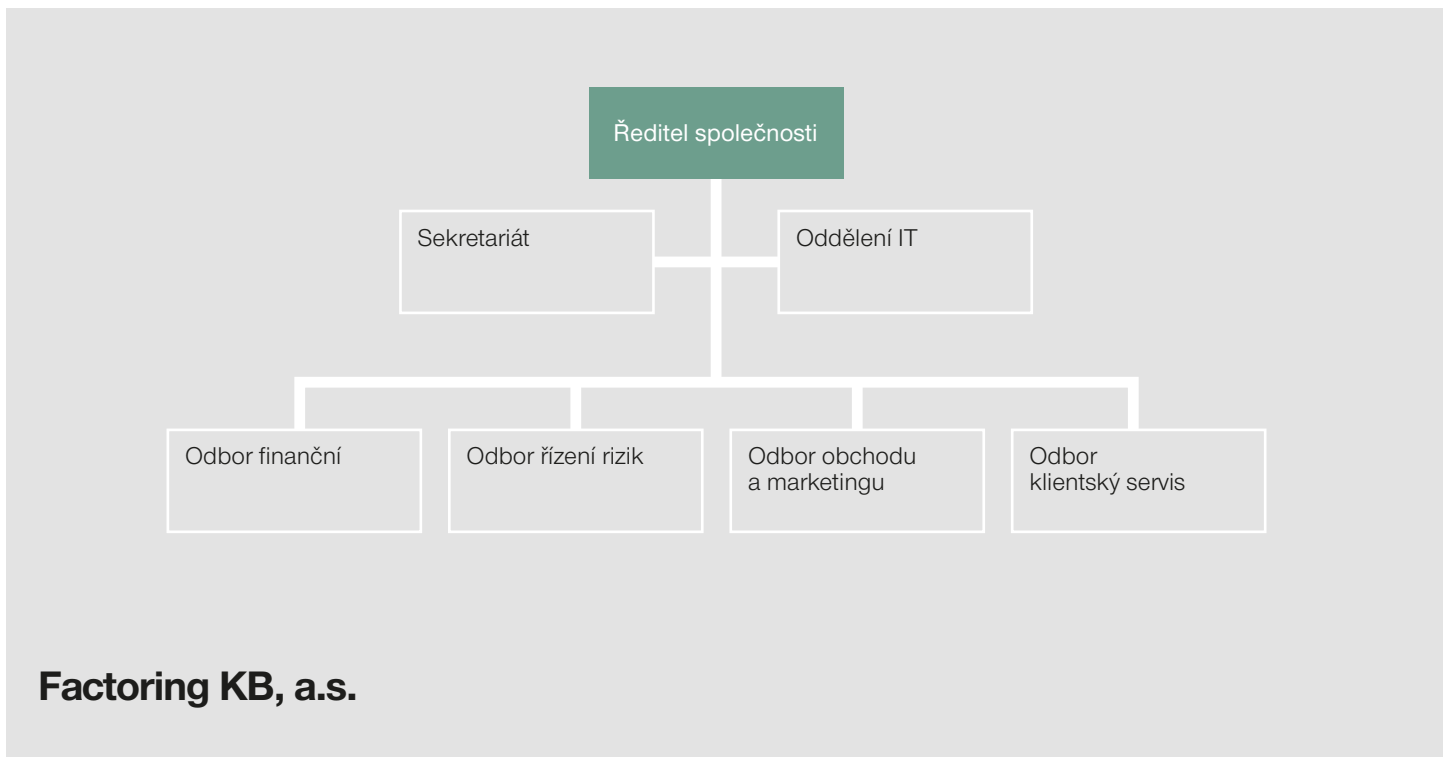 Ředitel společnosti
Sekretariát
Oddělení IT
Odbor finanční
Odbor řízení rizik
Odbor obchodu
a marketingu
Odbor
klientský servis
Factoring KB, a.s.